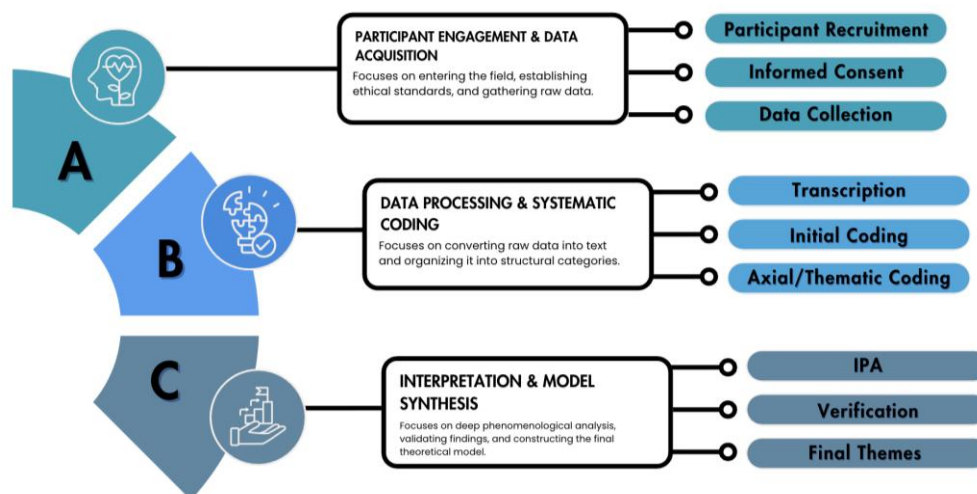 A
PARTICIPANT ENGAGEMENT & DATA
ACQUISITION
Focuses on entering the field, establishing
ethical standards, and gathering raw data.
Participant Recruitment
Informed Consent
Data Collection
B
DATA PROCESSING & SYSTEMATIC
CODING
Focuses on converting raw data into text
and organizing it into structural categories.
Transcription
Initial Coding
Axial/Thematic Coding
C
INTERPRETATION & MODEL
SYNTHESIS
Focuses on deep phenomenological analysis,
validating findings, and constructing the final
theoretical model.
IPA
Verification
Final Themes